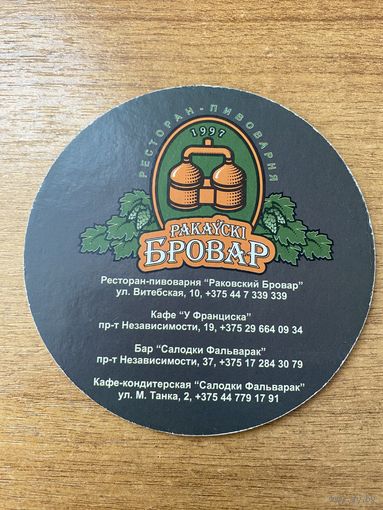 РЕСТОРАН-ПИВОВАРНЯ
1997
РАКАЎСКІ
БРОВАР
Ресторан-пивоварня “Раковский Бровар”
ул. Витебская, 10, +375 44 7 339 339
Кафе “У Франциска”
пр-т Независимости, 19, +375 29 664 09 34
Бар “Салодки Фальварак”
пр-т Независимости, 37, +375 17 284 30 79
Кафе-кондитерская “Салодки Фальварак”
ул. М. Танка, 2, +375 44 779 17 91